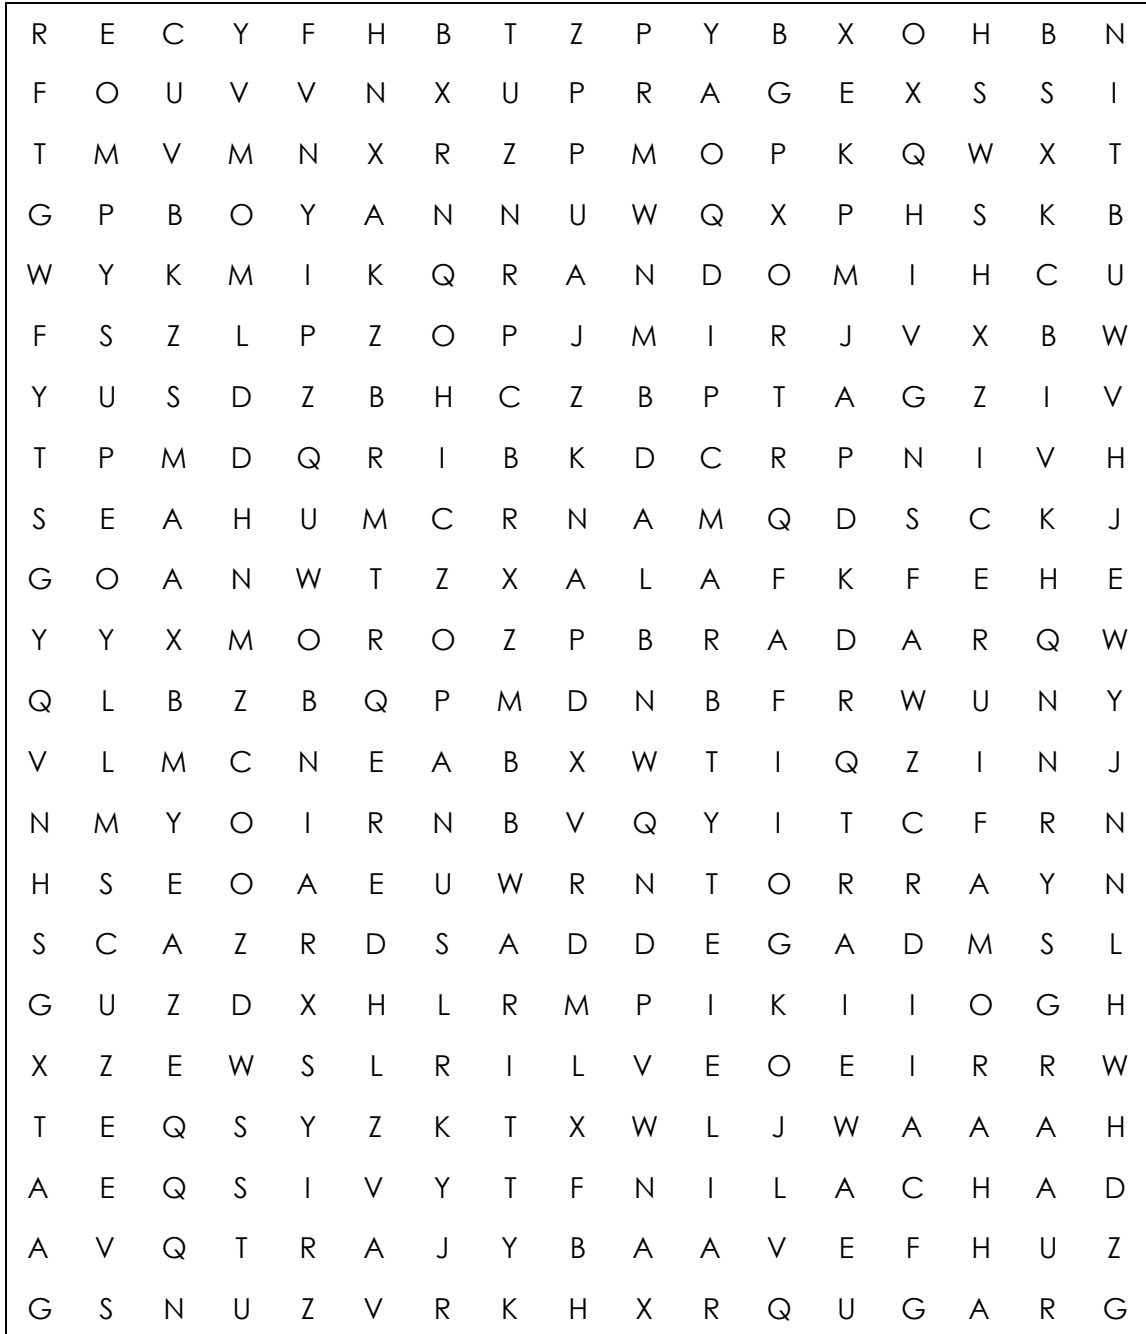 R E C Y F H B T Z P Y B X O H B N
F O U V V N X U P R A G E X S S I
T M V M N X R Z P M O P K Q W X T
G P B O Y A N N U W Q X P H S K B
W Y K M I K Q R A N D O M I H C U
F S Z L P Z O P J M I R J V X B W
Y U S D Z B H C Z B P T A G Z I V
T P M D Q R I B K D C R P N I V H
S E A H U M C R N A M Q D S C K J
G O A N W T Z X A L A F K F E H E
Y Y X M O R O Z P B R A D A R Q W
Q L B Z B Q P M D N B F R W U N Y
V L M C N E A B X W T I Q Z I N J
N M Y O I R N B V Q Y I T C F R N
H S E O A E U W R N T O R R A Y N
S C A Z R D S A D D E G A D M S L
G U Z D X H L R M P I K I I O G H
X Z E W S L R I L V E O E I R R W
T E Q S Y Z K T X W L J W A A A H
A E Q S I V Y T F N I L A C H A D
A V Q T R A J Y B A A V E F H U Z
G S N U Z V R K H X R Q U G A R G